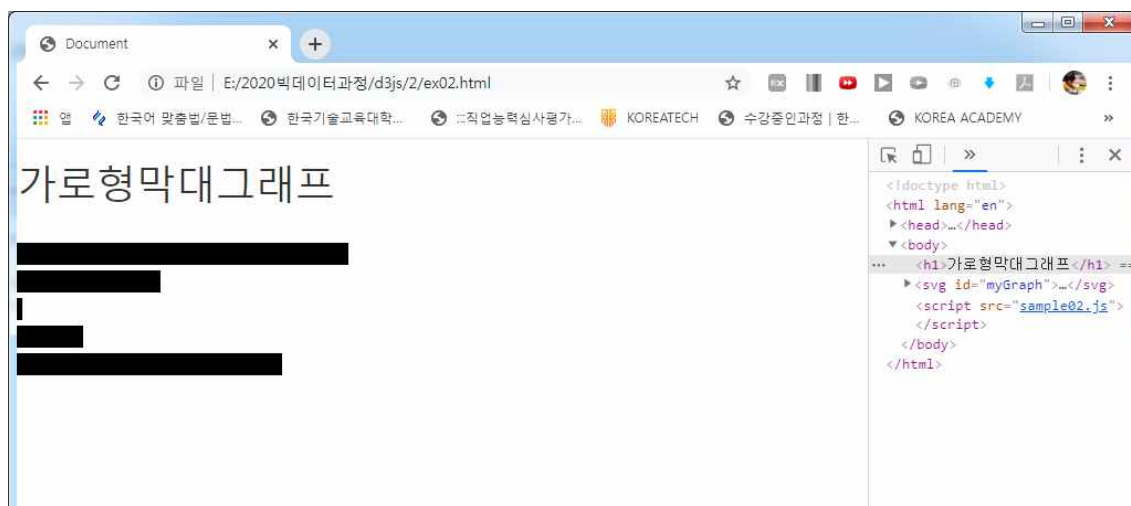 Document
파일 | E:/2020빅데이터과정/d3js/2/ex02.html
앱 한국어 맞춤법/문법... 한국기술교육대학... :::직업능력심사평가... KOREATECH 수강중인과정 | 한... KOREA ACADEMY »
가로형막대그래프
<!doctype html>
<html lang="en">
<head>…</head>
<body>
<h1>가로형막대그래프</h1> ==
<svg id="myGraph">…</svg>
<script src="sample02.js">
</script>
</body>
</html>